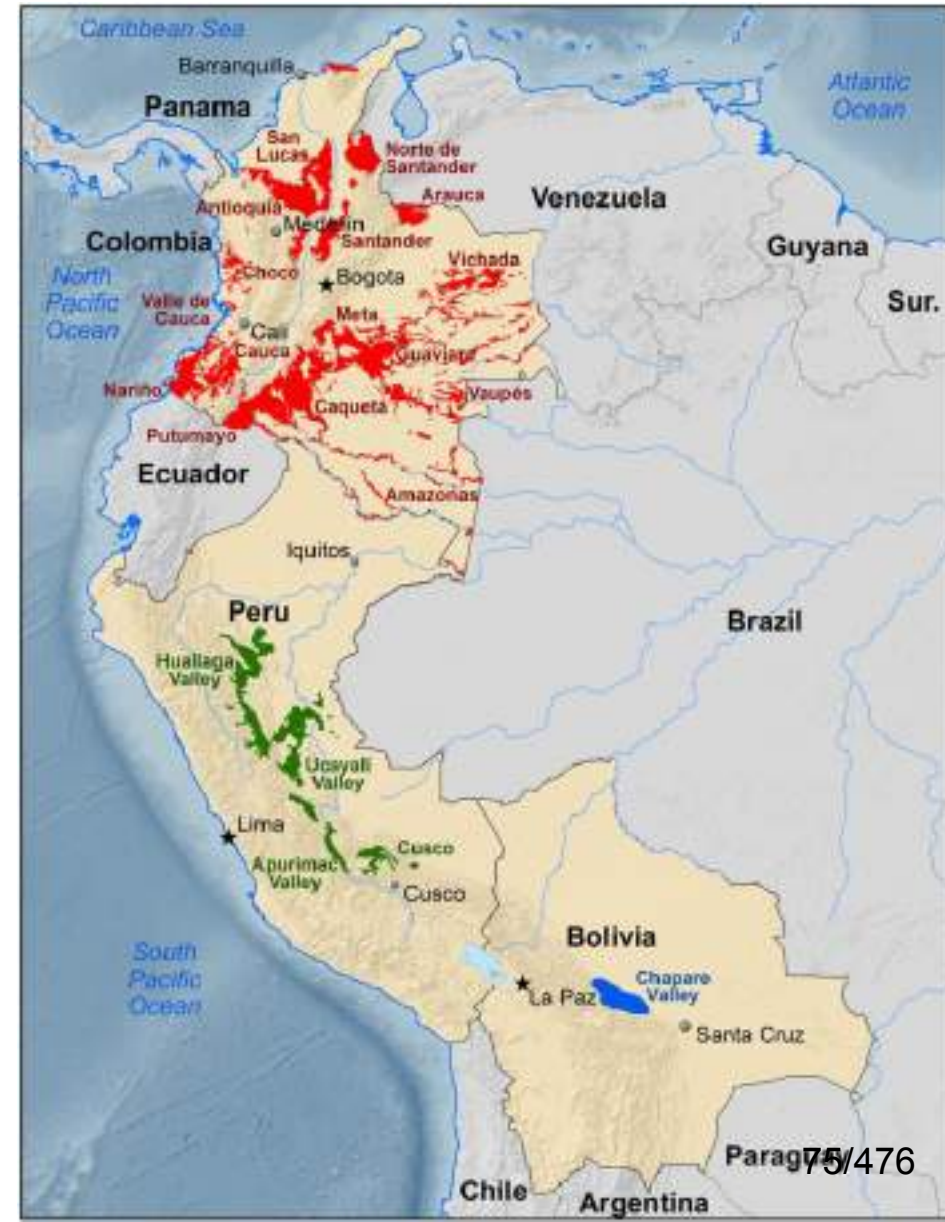 Caribbean Sea
Barranquilla
Panama
Atlantic
Ocean
San
Lucas
Norte de
Santander
Arauca
Venezuela
Antioquia
Medellin
Santander
Colombia
Guyana
Choco
Vichada
North
Pacific
Ocean
Bogota
Sur.
Valle de
Cauca
Meta
Cali
Cauca
Guaviare
Nariño
Caqueta
Vaupés
Putumayo
Ecuador
Amazonas
Iquitos
Peru
Brazil
Huallaga
Valley
Ucayali
Valley
Lima
Cusco
Apurimac
Valley
Cusco
South
Pacific
Ocean
Bolivia
Chapare
Valley
La Paz
Santa Cruz
Paraguay
75/476
Chile
Argentina